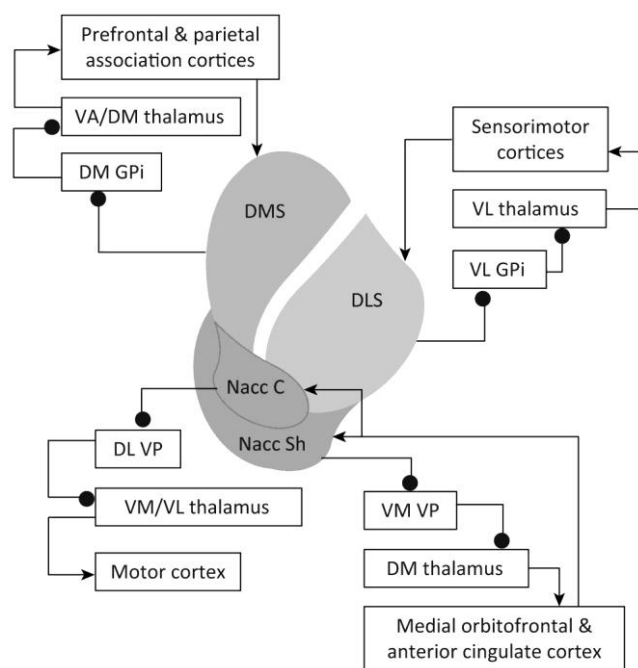 Prefrontal & parietal
association cortices
VA/DM thalamus
DM GPi
DMS
Sensorimotor
cortices
VL thalamus
VL GPi
DLS
Nacc C
Nacc Sh
DL VP
VM/VL thalamus
Motor cortex
VM VP
DM thalamus
Medial orbitofrontal &
anterior cingulate cortex